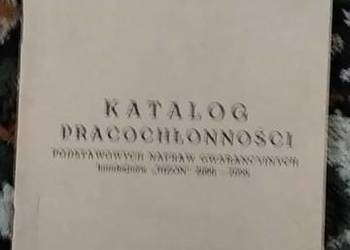 KATALOG
PRACOCHŁONNOŚCI
PODSTAWOWYCH NAPRAW GWARANCYJNYCH
kombajnów „BIZON”